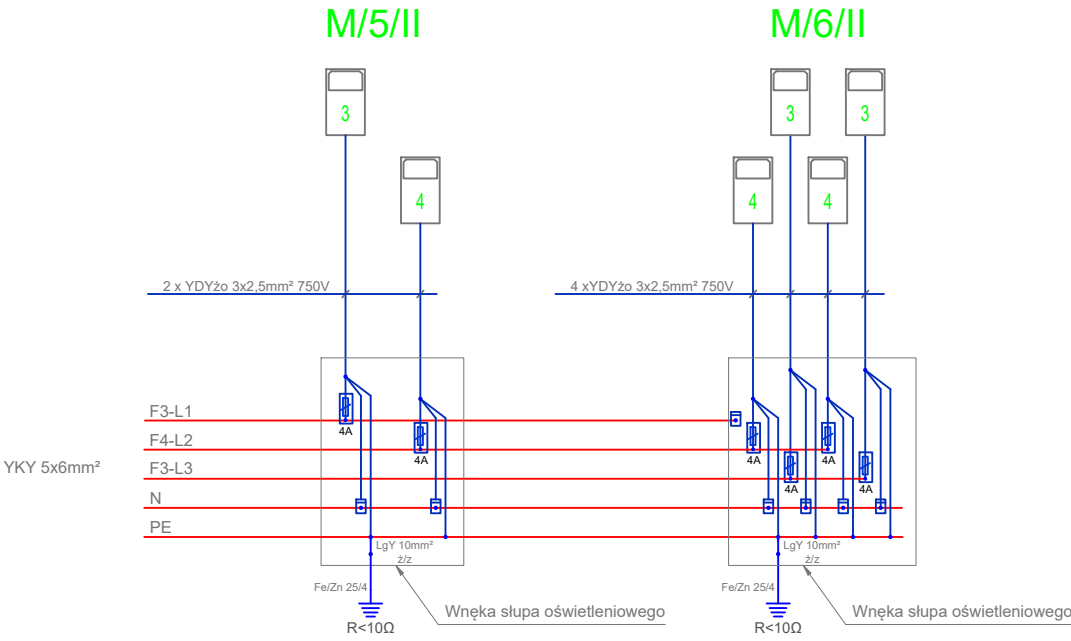 M/5/II
M/6/II
3
3
3
4
4
4
2 x YDYżo 3x2,5mm² 750V
4 xYDYżo 3x2,5mm² 750V
F3-L1
4A
F4-L2
4A
4A
4A
YKY 5x6mm²
F3-L3
4A
4A
N
PE
LgY 10mm²
ż/z
LgY 10mm²
ż/z
Fe/Zn 25/4
Fe/Zn 25/4
Wnęka słupa oświetleniowego
Wnęka słupa oświetleniowego
R<10Ω
R<10Ω